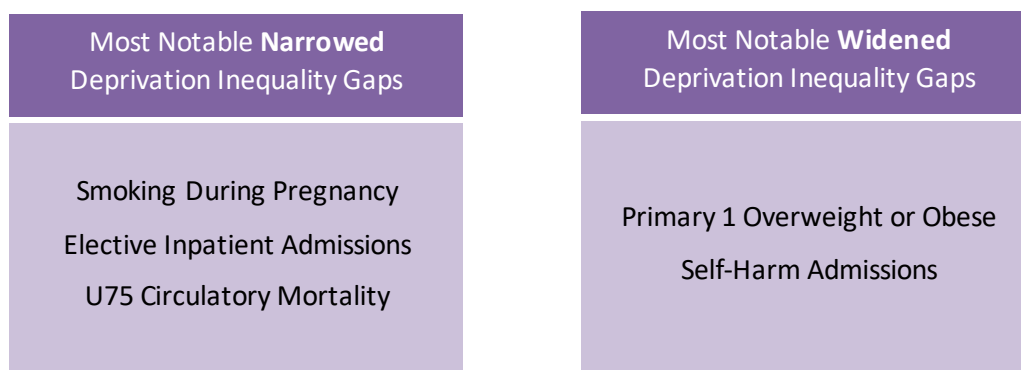 Most Notable Narrowed
Deprivation Inequality Gaps
Smoking During Pregnancy
Elective Inpatient Admissions
U75 Circulatory Mortality
Most Notable Widened
Deprivation Inequality Gaps
Primary 1 Overweight or Obese
Self-Harm Admissions